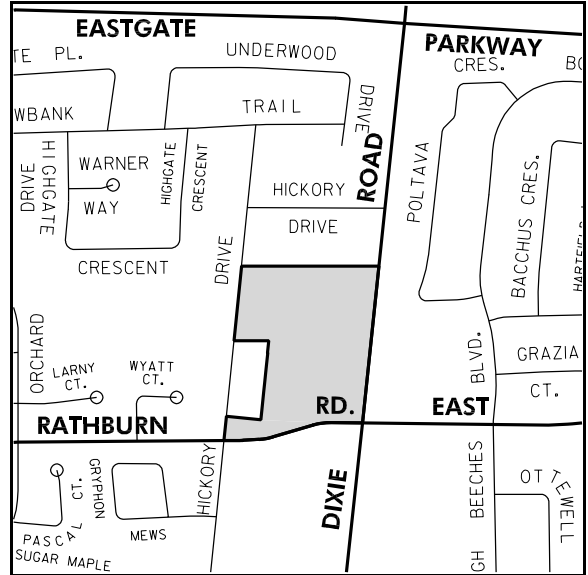 EASTGATE
PARKWAY
TE PL.
UNDERWOOD
CRES.
BO
WBANK
TRAIL
DRIVE
ROAD
POLTAVA
BACCHUS CRES.
DRIVE
HIGHGATE
WARNER
WAY
HIGHGATE
CRESCENT
HICKORY
DRIVE
CRESCENT
DRIVE
ORCHARD
LARNY
CT.
WYATT
CT.
BLVD.
GRAZIA
CT.
RATHBURN
RD.
EAST
HICKORY
DIXIE
GH BEECHES
OTTEWELL
PASCAL CT.
GRYPHON
MEWS
SUGAR MAPLE